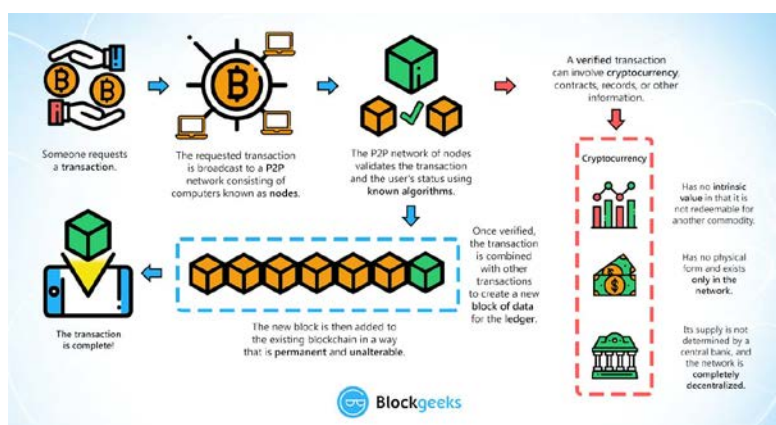 Someone requests
a transaction.
The requested transaction
is broadcast to a P2P
network consisting of
computers known as nodes.
The P2P network of nodes
validates the transaction
and the user's status using
known algorithms.
A verified transaction
can involve cryptocurrency,
contracts, records, or other
information.
Cryptocurrency
Has no intrinsic
value in that it is
not redeemable for
another commodity.
Has no physical
form and exists
only in the
network.
Its supply is not
determined by a
central bank, and
the network is
completely
decentralized.
Once verified,
the transaction
is combined
with other
transactions
to create a new
block of data
for the ledger.
The new block is then added to
the existing blockchain in a way
that is permanent and unalterable.
The transaction
is complete!
Blockgeeks